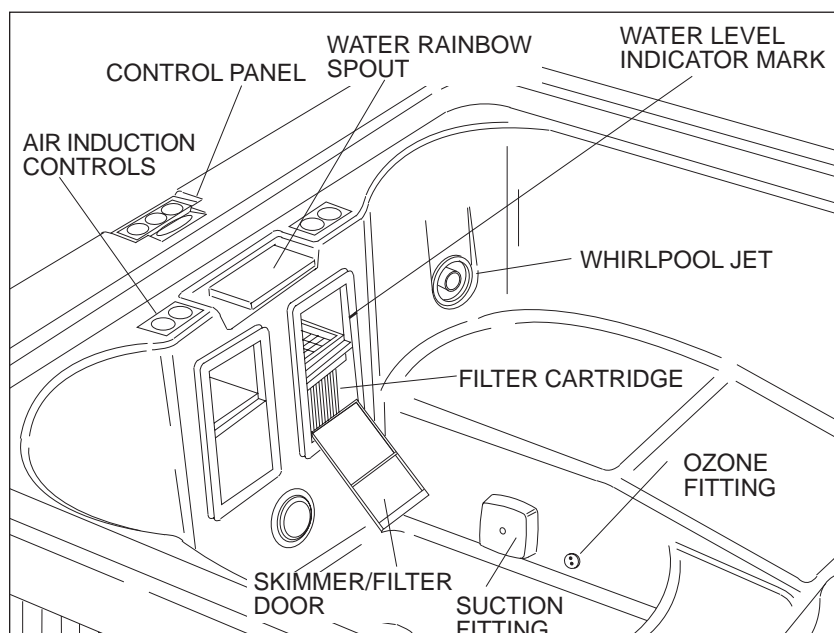 WATER RAINBOW
SPOUT
WATER LEVEL
INDICATOR MARK
CONTROL PANEL
AIR INDUCTION
CONTROLS
WHIRLPOOL JET
FILTER CARTRIDGE
OZONE
FITTING
SKIMMER/FILTER
DOOR
SUCTION
FITTING